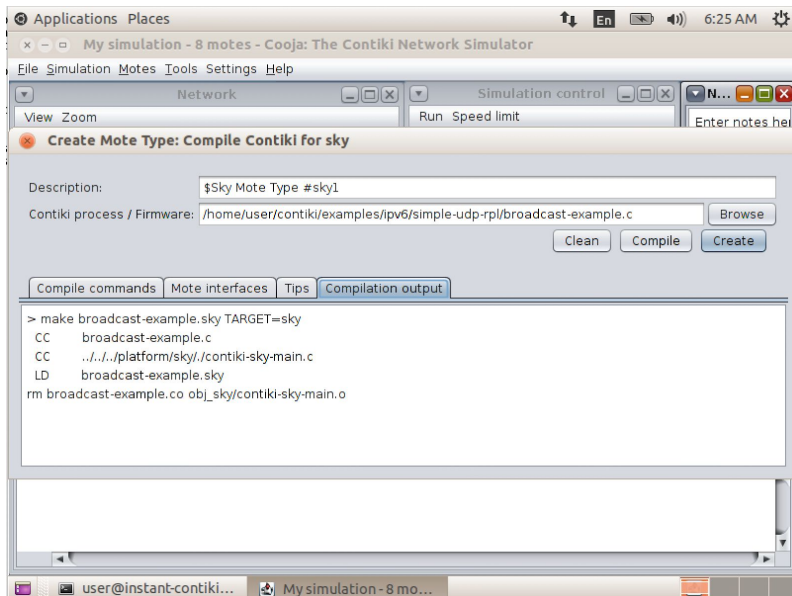 Applications Places En 6:25 AM
My simulation - 8 motes - Cooja: The Contiki Network Simulator
File Simulation Motes Tools Settings Help
Network Simulation control N...
View Zoom Run Speed limit Enter notes her
Create Mote Type: Compile Contiki for sky
Description: $Sky Mote Type #sky1
Contiki process / Firmware: /home/user/contiki/examples/ipv6/simple-udp-rpl/broadcast-example.c Browse
Clean Compile Create
Compile commands Mote interfaces Tips Compilation output
> make broadcast-example.sky TARGET=sky
CC broadcast-example.c
CC ../../../platform/sky/./contiki-sky-main.c
LD broadcast-example.sky
rm broadcast-example.co obj_sky/contiki-sky-main.o
user@instant-contiki... My simulation - 8 mo...